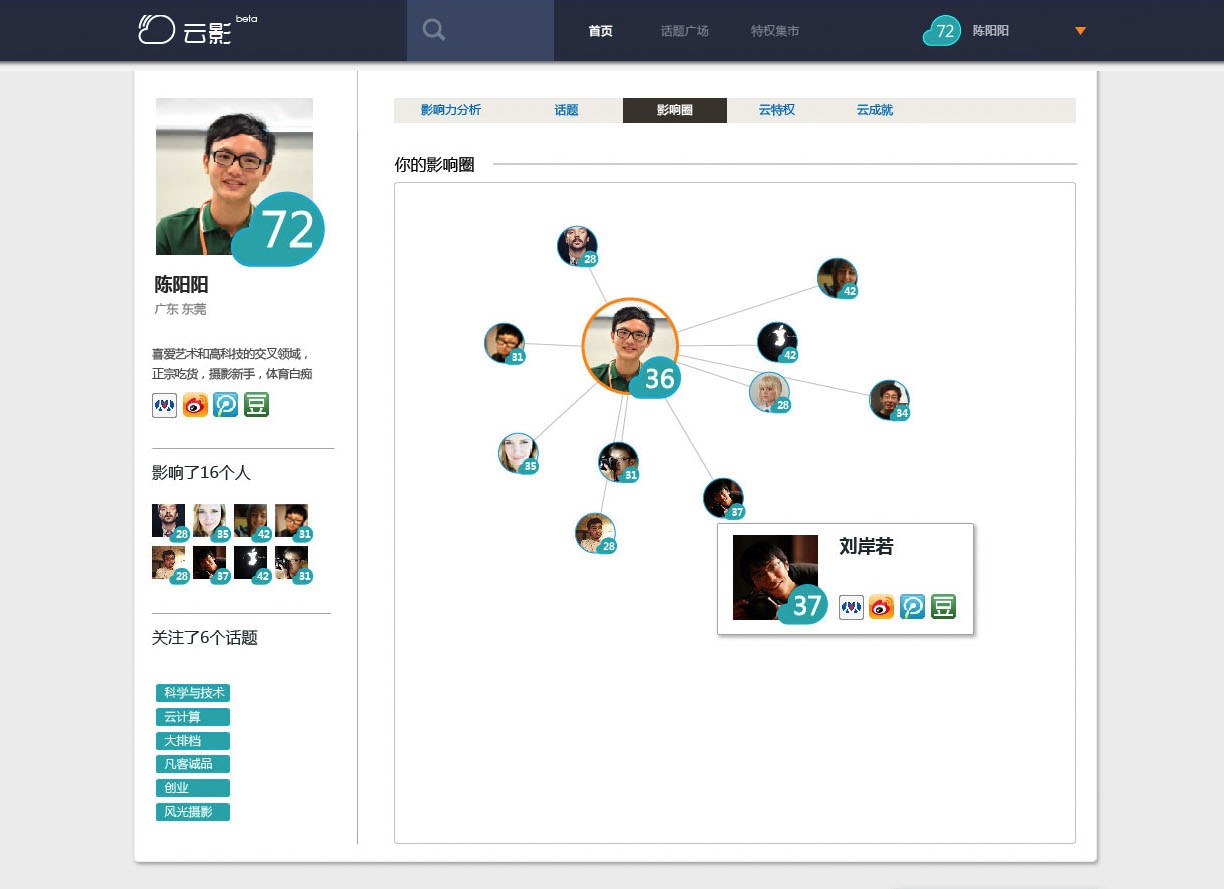 云影 beta
首页 话题广场 特权集市
72 陈阳阳
72
陈阳阳
广东 东莞
喜爱艺术和高科技的交叉领域，
正宗吃货，摄影新手，体育白痴
豆
影响了16个人
28 35 42 31
28 37 42 31
关注了6个话题
科学与技术
云计算
大排档
凡客诚品
创业
风光摄影
影响力分析 话题 影响圈 云特权 云成就
你的影响圈
28
42
31
42
36
28
34
35
31
37
28
刘岸若
37
豆